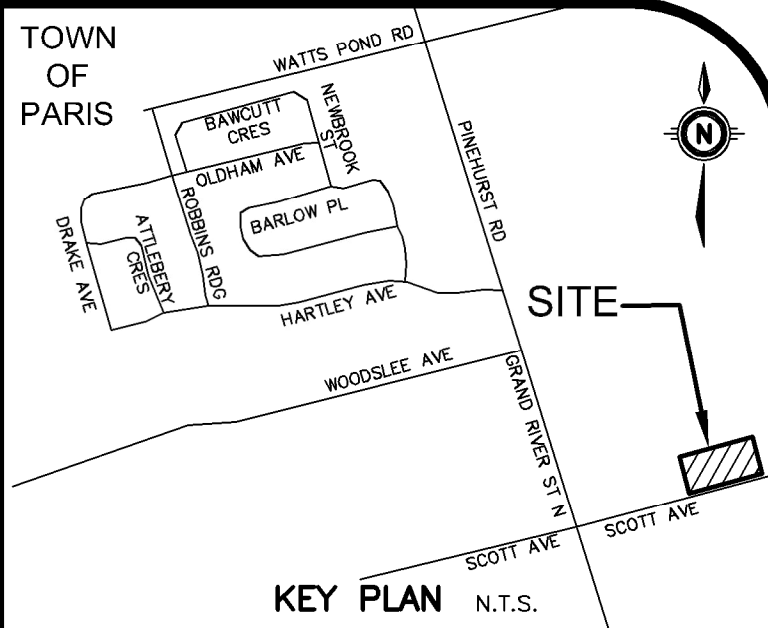 TOWN
OF
PARIS
WATTS POND RD
BAWCUTT
CRES
NEWBROOK
ST
PINEHURST RD
N
OLDHAM AVE
BARLOW PL
ROBBINS RDG
DRAKE AVE
ATTLEBERY
CRES
HARTLEY AVE
SITE
WOODSLEE AVE
GRAND RIVER ST N
SCOTT AVE
SCOTT AVE
KEY PLAN N.T.S.